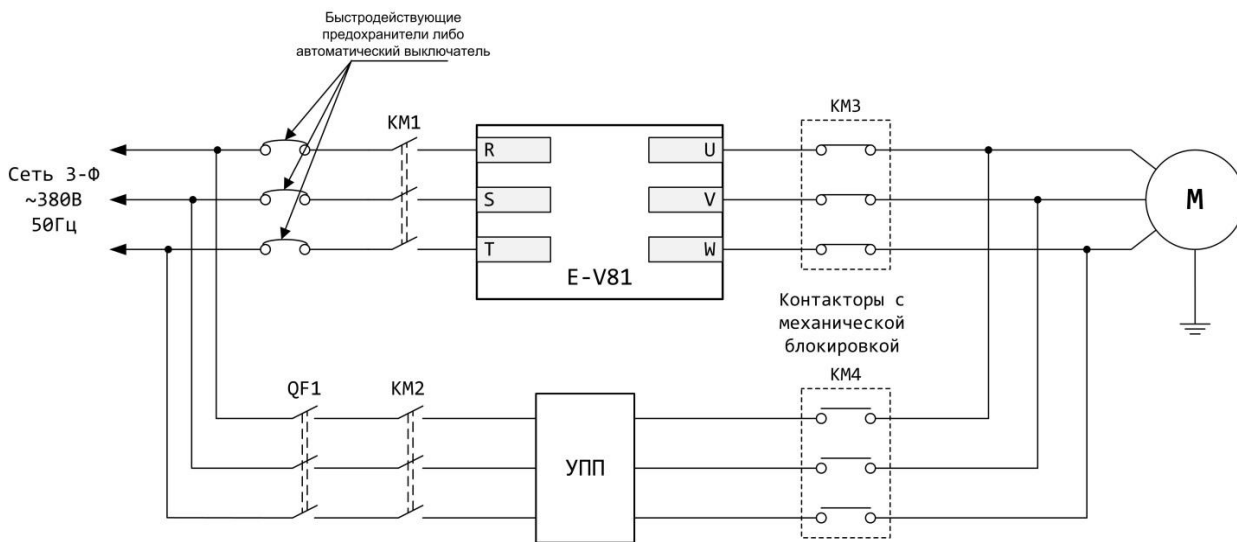 Быстродействующие
предохранители либо
автоматический выключатель
KM1
KM3
Сеть 3-Ф
~380В
50Гц
R
S
T
U
V
W
E-V81
M
Контакторы с
механической
блокировкой
QF1
KM2
KM4
УПП